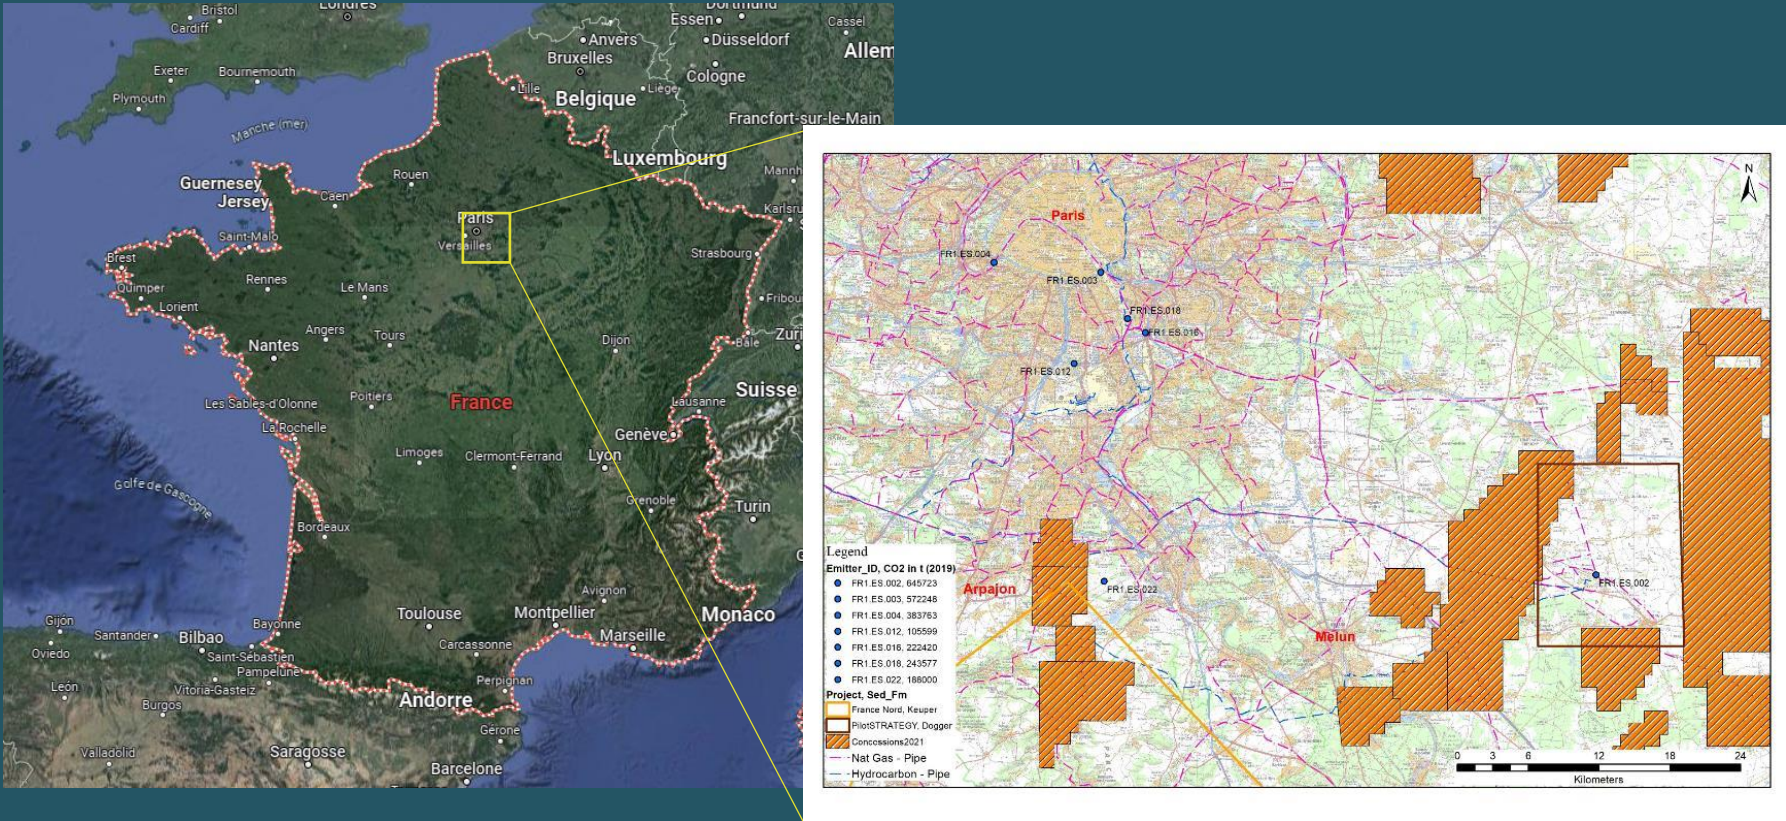 Bristol
Londres
Dortmund
Cardiff
Essen
Cassel
Anvers
Düsseldorf
Allem
Bruxelles
Exeter
Bournemouth
Cologne
Lille
Liège
Plymouth
Belgique
Francfort-sur-le-Main
Manche (mer)
Luxembourg
Rouen
Mannh
Guernesey
Jersey
Caen
Paris
Karlsru
Saint-Malo
Versailles
Strasbourg
Brest
Rennes
Quimper
Le Mans
Fribou
Lorient
Angers
Tours
Dijon
Zuri
Nantes
Bâle
Suisse
Poitiers
France
Les Sables-d'Olonne
Lausanne
La Rochelle
Genève
Limoges
Clermont-Ferrand
Lyon
Golfe de Gascogne
Grenoble
Turin
Bordeaux
G
Avignon
Toulouse
Montpellier
Monaco
Gijón
Bayonne
Santander
Bilbao
Marseille
Carcassonne
Oviedo
Saint-Sébastien
Pampelune
Perpignan
León
Vitoria-Gasteiz
Andorre
Burgos
Gérone
Valladolid
Saragosse
Barcelone
N
Paris
FR1.ES.004
FR1.ES.003
FR1.ES.018
FR1.ES.016
FR1.ES.012
FR1.ES.002
FR1.ES.022
Arpajon
Melun
Legend
Emitter_ID, CO2 in t (2019)
FR1.ES.002, 645723
FR1.ES.003, 572248
FR1.ES.004, 383763
FR1.ES.012, 105599
FR1.ES.016, 222420
FR1.ES.018, 243577
FR1.ES.022, 188000
Project, Sed_Fm
France Nord, Keuper
PilotSTRATEGY, Dogger
Concessions2021
Nat Gas - Pipe
Hydrocarbon - Pipe
0 3 6 12 18 24
Kilometers